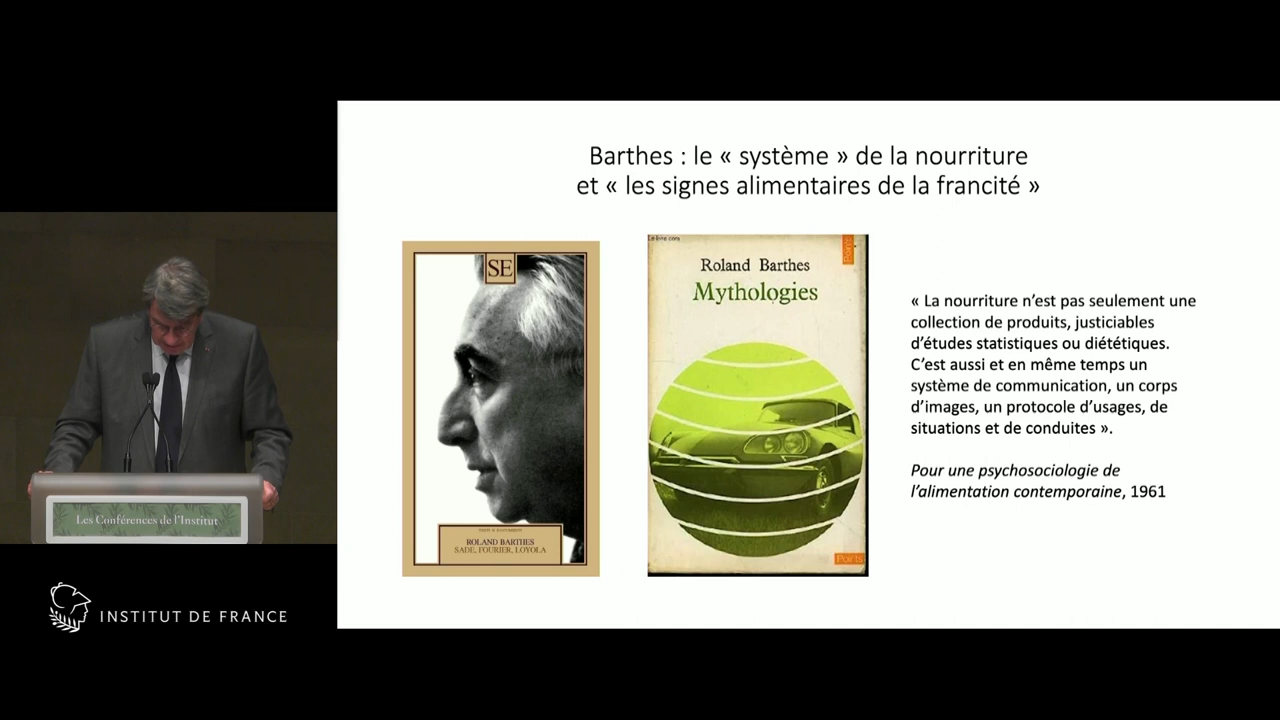 Barthes : le « système » de la nourriture
et « les signes alimentaires de la francité »
SE
ROLAND BARTHES
SADE, FOURIER, LOYOLA
Roland Barthes
Mythologies
Points
Points
« La nourriture n’est pas seulement une
collection de produits, justiciables
d’études statistiques ou diététiques.
C’est aussi et en même temps un
système de communication, un corps
d’images, un protocole d’usages, de
situations et de conduites ».
Pour une psychosociologie de
l’alimentation contemporaine, 1961
Les Conférences de l’Institut
INSTITUT DE FRANCE